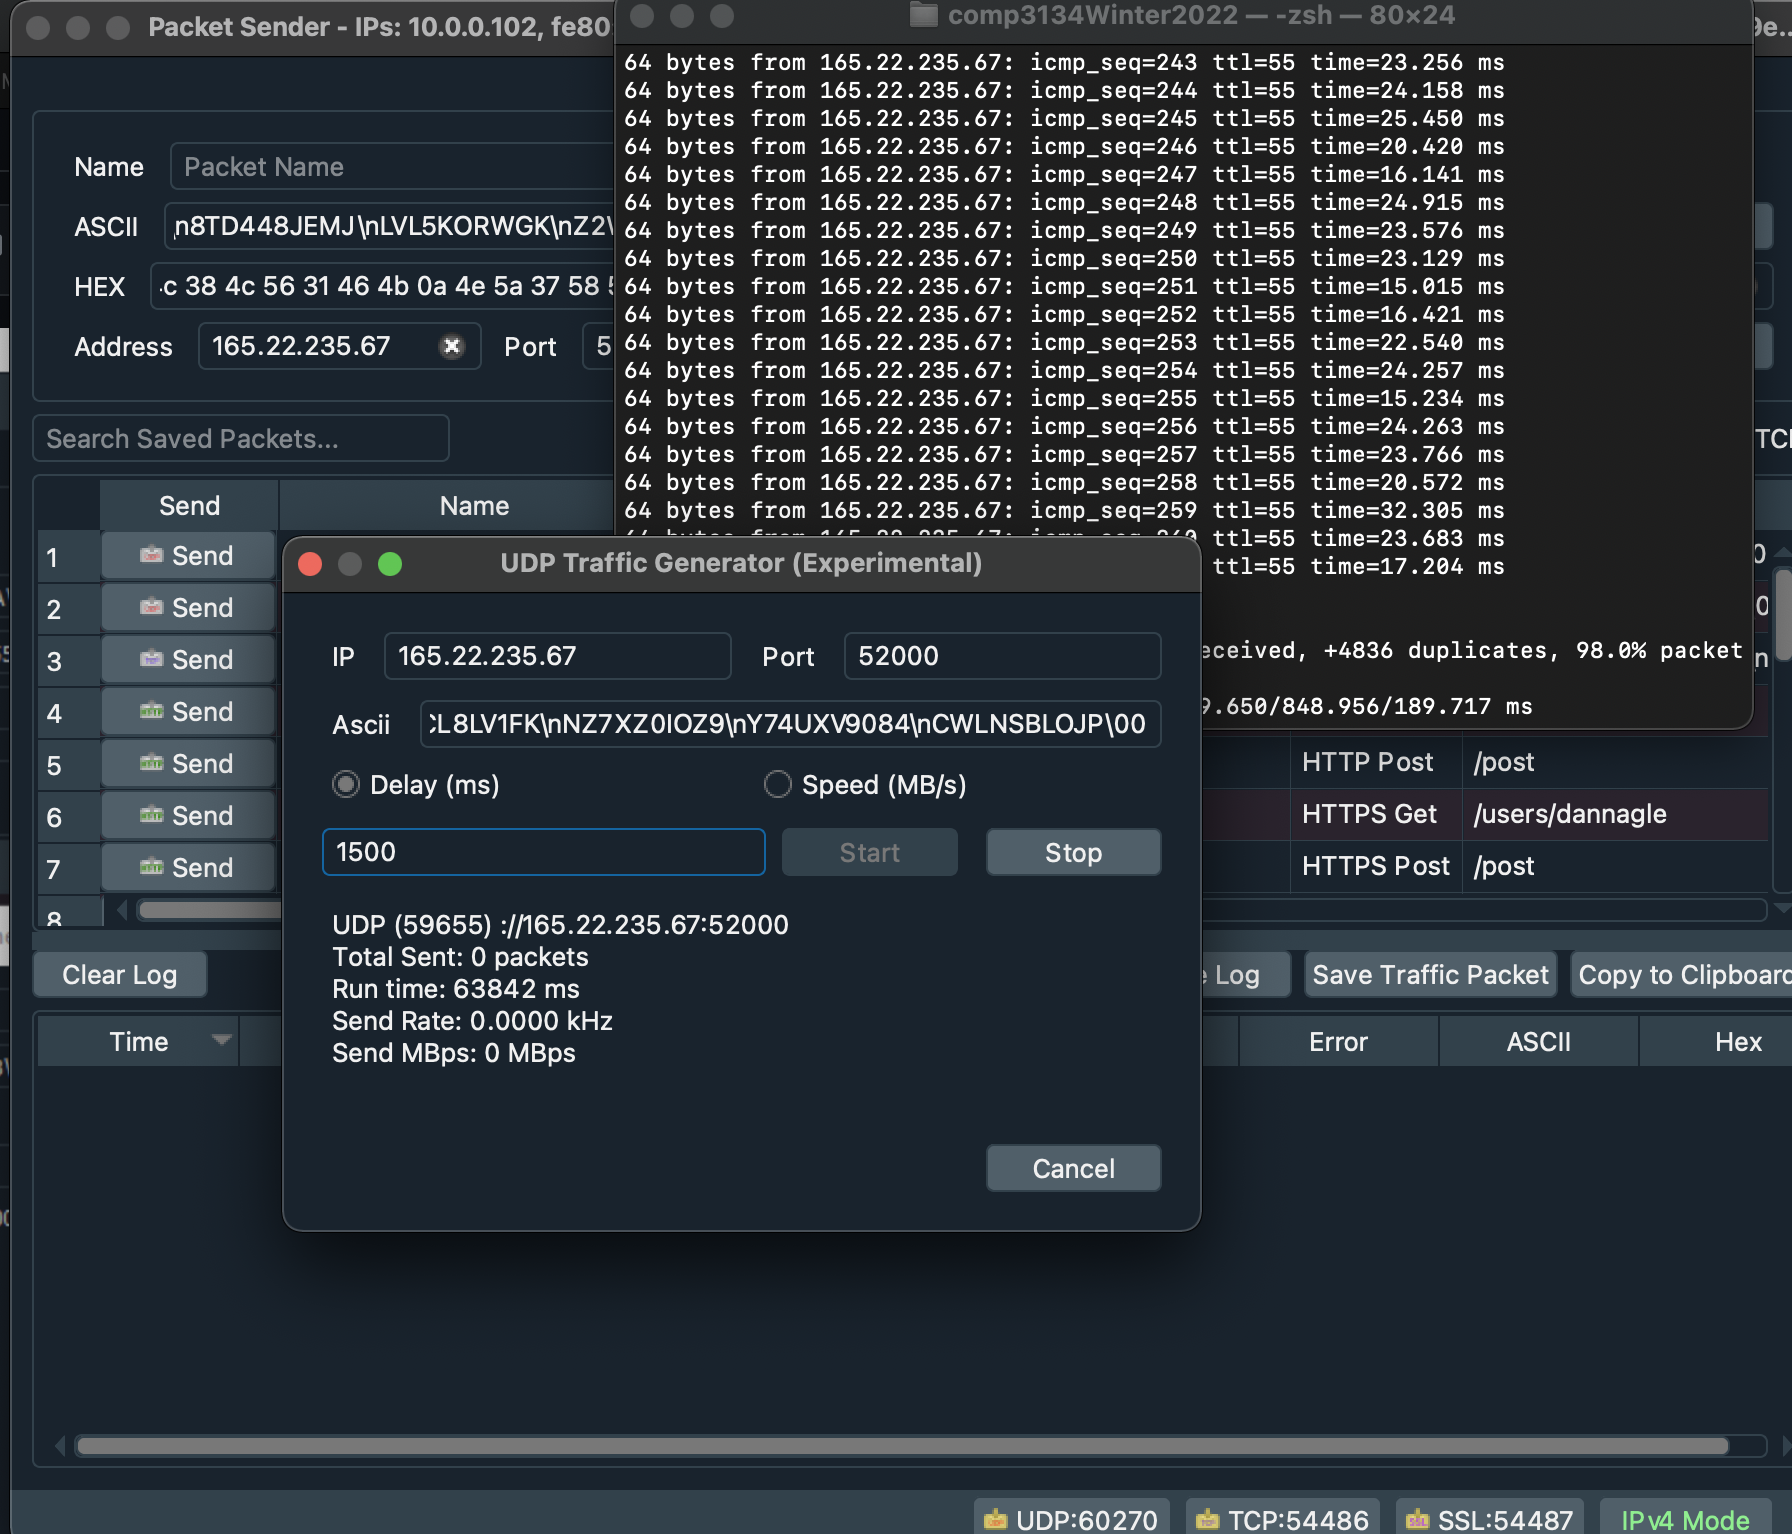 Packet Sender - IPs: 10.0.0.102, fe80
comp3134Winter2022 — -zsh — 80×24
Name Packet Name
ASCII n8TD448JEMJ\nLVL5KORWGK\nZ2\
HEX c 38 4c 56 31 46 4b 0a 4e 5a 37 58 5
Address 165.22.235.67 Port 5
Search Saved Packets...
TC
Send Name
1 Send
2 Send
3 Send
4 Send
5 Send
6 Send
7 Send
8
64 bytes from 165.22.235.67: icmp_seq=243 ttl=55 time=23.256 ms
64 bytes from 165.22.235.67: icmp_seq=244 ttl=55 time=24.158 ms
64 bytes from 165.22.235.67: icmp_seq=245 ttl=55 time=25.450 ms
64 bytes from 165.22.235.67: icmp_seq=246 ttl=55 time=20.420 ms
64 bytes from 165.22.235.67: icmp_seq=247 ttl=55 time=16.141 ms
64 bytes from 165.22.235.67: icmp_seq=248 ttl=55 time=24.915 ms
64 bytes from 165.22.235.67: icmp_seq=249 ttl=55 time=23.576 ms
64 bytes from 165.22.235.67: icmp_seq=250 ttl=55 time=23.129 ms
64 bytes from 165.22.235.67: icmp_seq=251 ttl=55 time=15.015 ms
64 bytes from 165.22.235.67: icmp_seq=252 ttl=55 time=16.421 ms
64 bytes from 165.22.235.67: icmp_seq=253 ttl=55 time=22.540 ms
64 bytes from 165.22.235.67: icmp_seq=254 ttl=55 time=24.257 ms
64 bytes from 165.22.235.67: icmp_seq=255 ttl=55 time=15.234 ms
64 bytes from 165.22.235.67: icmp_seq=256 ttl=55 time=24.263 ms
64 bytes from 165.22.235.67: icmp_seq=257 ttl=55 time=23.766 ms
64 bytes from 165.22.235.67: icmp_seq=258 ttl=55 time=20.572 ms
64 bytes from 165.22.235.67: icmp_seq=259 ttl=55 time=32.305 ms
64 bytes from 165.22.235.67: icmp_seq=260 ttl=55 time=23.683 ms
ttl=55 time=17.204 ms
eceived, +4836 duplicates, 98.0% packet
9.650/848.956/189.717 ms
UDP Traffic Generator (Experimental)
IP 165.22.235.67 Port 52000
Ascii CL8LV1FK\nNZ7XZ0IOZ9\nY74UXV9084\nCWLNSBLOJP\00
Delay (ms) Speed (MB/s)
1500 Start Stop
UDP (59655) ://165.22.235.67:52000
Total Sent: 0 packets
Run time: 63842 ms
Send Rate: 0.0000 kHz
Send MBps: 0 MBps
Cancel
HTTP Post /post
HTTPS Get /users/dannagle
HTTPS Post /post
Clear Log
Log Save Traffic Packet Copy to Clipboard
Time Error ASCII Hex
UDP:60270 TCP:54486 SSL:54487 IPv4 Mode